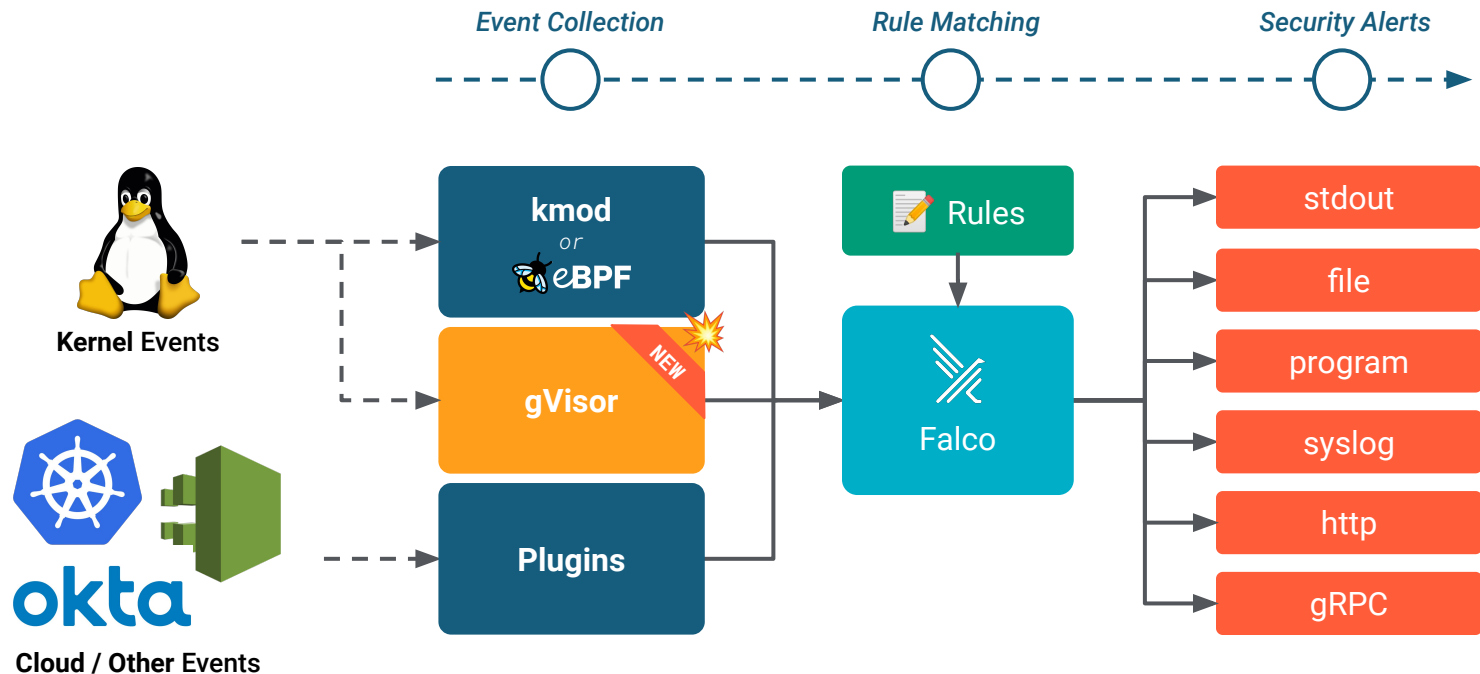 Event Collection
Rule Matching
Security Alerts
kmod
or
eBPF
Kernel Events
NEW
gVisor
Plugins
okta
Cloud / Other Events
Rules
Falco
stdout
file
program
syslog
http
gRPC